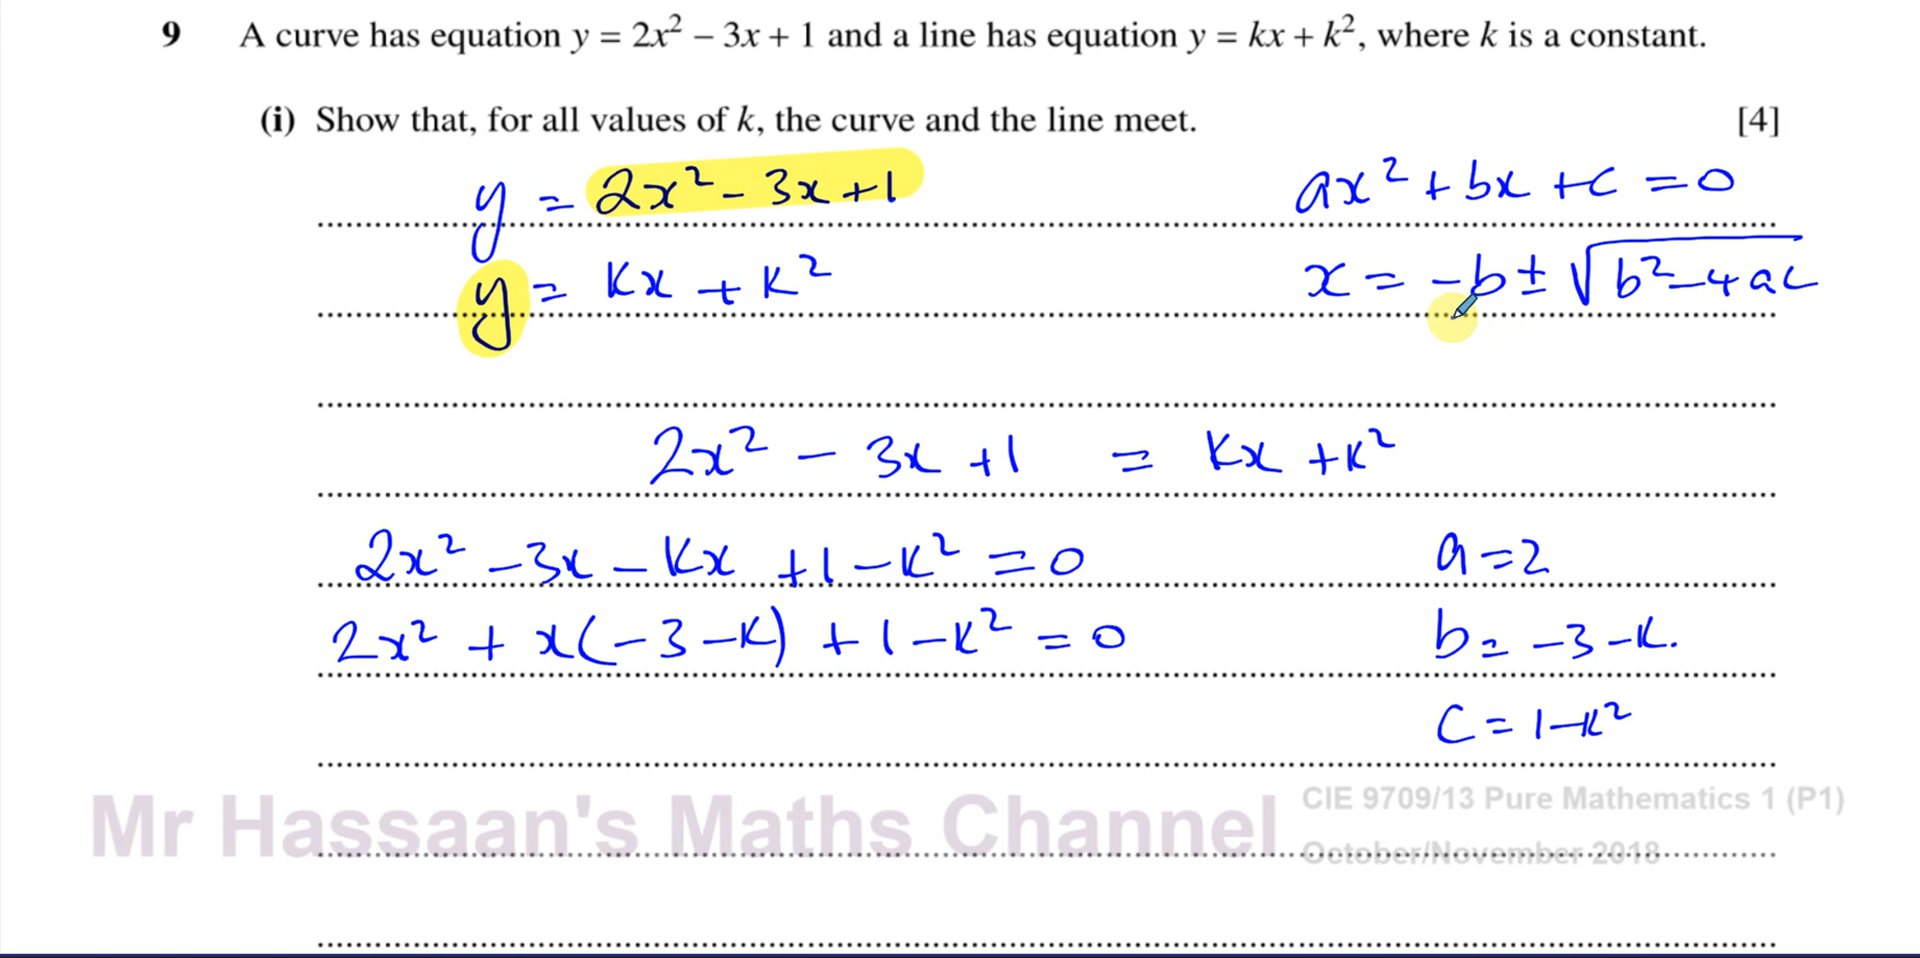 9 A curve has equation y = 2x² − 3x + 1 and a line has equation y = kx + k², where k is a constant.
(i) Show that, for all values of k, the curve and the line meet. [4]
y = 2x² − 3x + 1
ax² + bx + c = 0
y = kx + k²
x = −b ± √b² − 4ac
2x² − 3x + 1 = kx + k²
2x² − 3x − kx + 1 − k² = 0
a = 2
2x² + x(−3 − k) + 1 − k² = 0
b = −3 − k.
c = 1 − k²
Mr Hassaan's Maths Channel
CIE 9709/13 Pure Mathematics 1 (P1)
October/November 2018